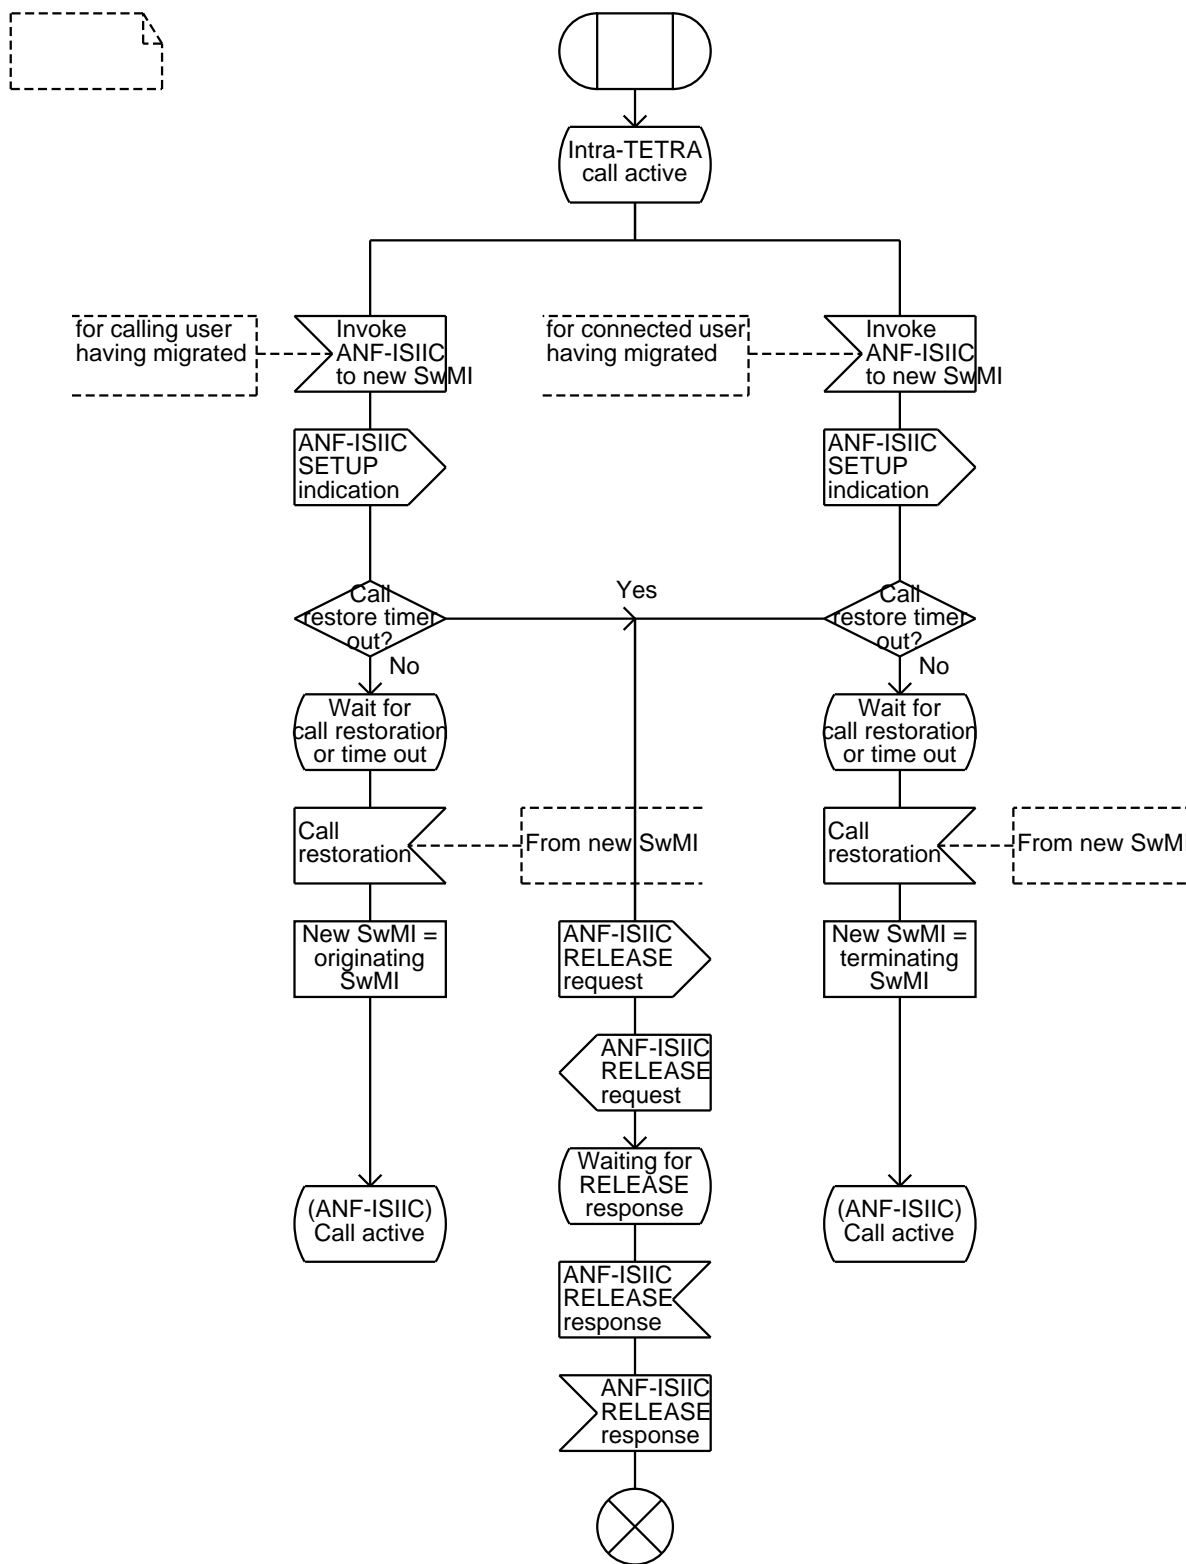 Intra-TETRA
call active
for calling user
having migrated
Invoke
ANF-ISIIC
to new SwMI
for connected user
having migrated
Invoke
ANF-ISIIC
to new SwMI
ANF-ISIIC
SETUP
indication
ANF-ISIIC
SETUP
indication
Call
restore timer
out?
Yes
Call
restore timer
out?
No
No
Wait for
call restoration
or time out
Wait for
call restoration
or time out
Call
restoration
From new SwMI
Call
restoration
From new SwMI
New SwMI =
originating
SwMI
ANF-ISIIC
RELEASE
request
New SwMI =
terminating
SwMI
ANF-ISIIC
RELEASE
request
Waiting for
RELEASE
response
(ANF-ISIIC)
Call active
(ANF-ISIIC)
Call active
ANF-ISIIC
RELEASE
response
ANF-ISIIC
RELEASE
response